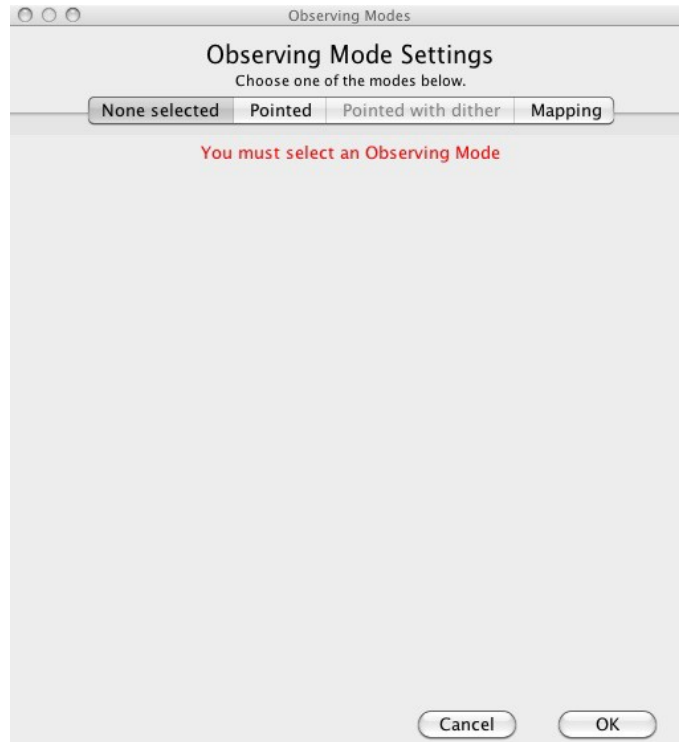 Observing Modes
Observing Mode Settings
Choose one of the modes below.
None selected Pointed Pointed with dither Mapping
You must select an Observing Mode
Cancel OK